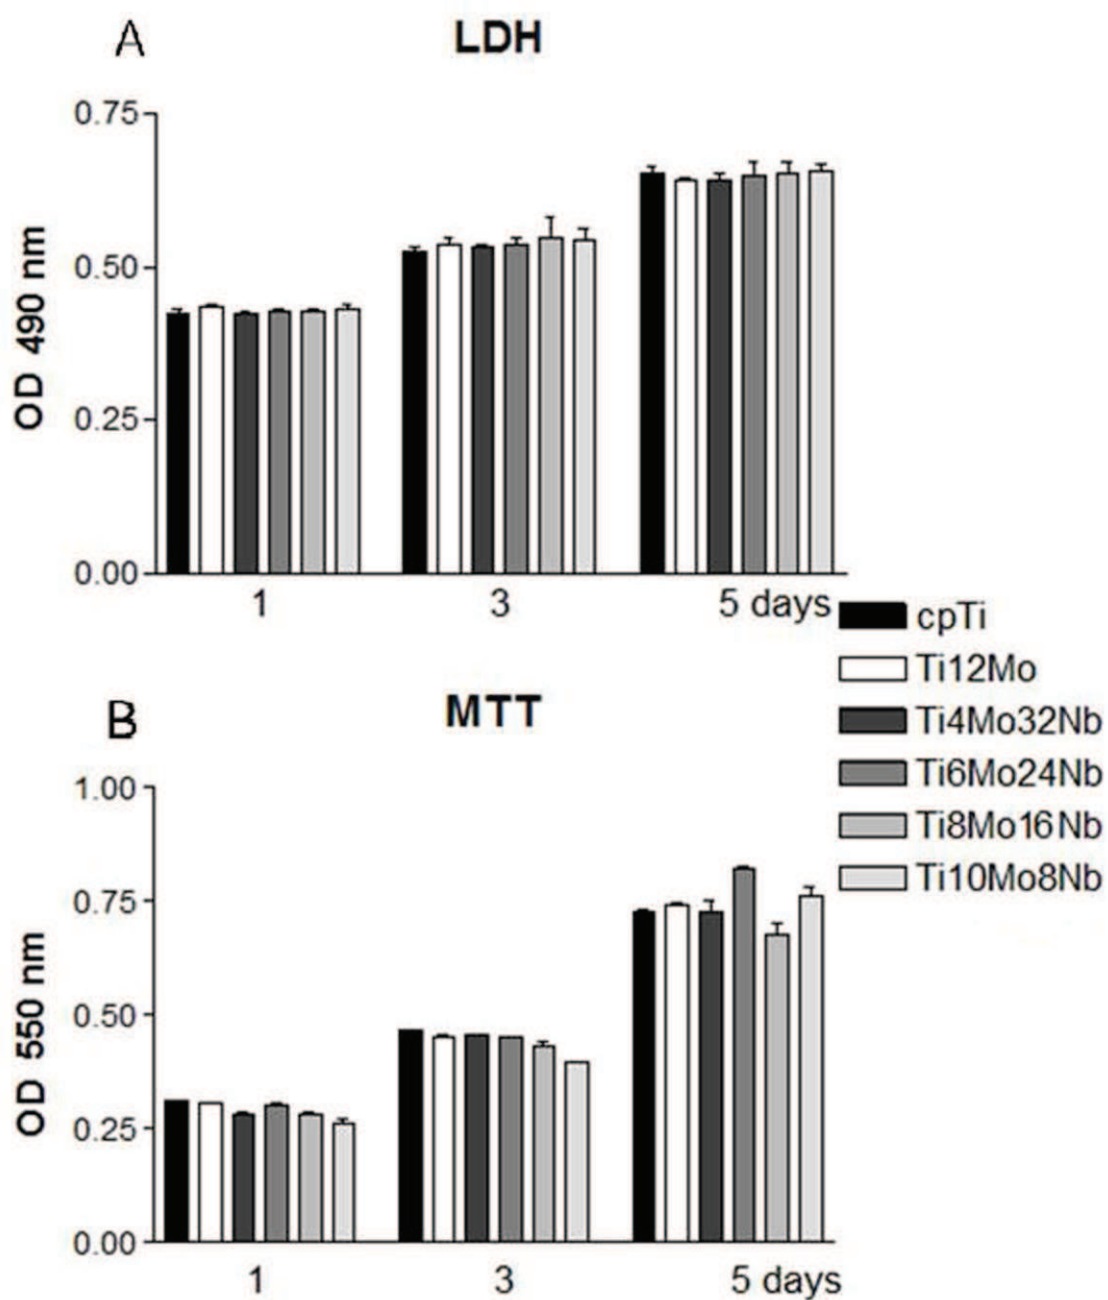 A
LDH
0.75
0.50
0.25
0.00
OD 490 nm
1 3 5 days
cpTi
Ti12Mo
Ti4Mo32Nb
Ti6Mo24Nb
Ti8Mo16Nb
Ti10Mo8Nb
B
MTT
1.00
0.75
0.50
0.25
0.00
OD 550 nm
1 3 5 days